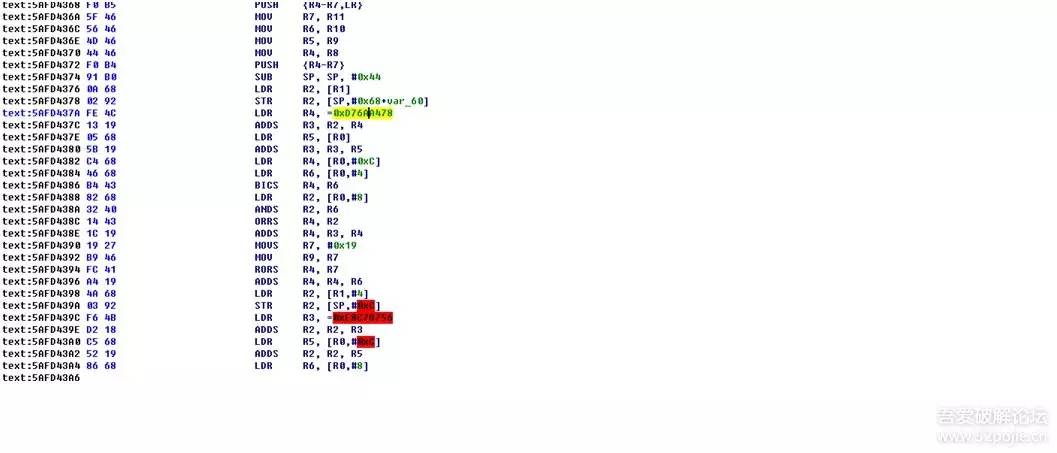 text:5AFD4368 F0 B5 PUSH {R4-R7,LR}
text:5AFD436A 5F 46 MOV R7, R11
text:5AFD436C 56 46 MOV R6, R10
text:5AFD436E 4D 46 MOV R5, R9
text:5AFD4370 44 46 MOV R4, R8
text:5AFD4372 F0 B4 PUSH {R4-R7}
text:5AFD4374 91 B0 SUB SP, SP, #0x44
text:5AFD4376 0A 68 LDR R2, [R1]
text:5AFD4378 02 92 STR R2, [SP,#0x68+var_60]
text:5AFD437A FE 4C LDR R4, =0xD76AA478
text:5AFD437C 13 19 ADDS R3, R2, R4
text:5AFD437E 05 68 LDR R5, [R0]
text:5AFD4380 5B 19 ADDS R3, R3, R5
text:5AFD4382 C4 68 LDR R4, [R0,#0xC]
text:5AFD4384 46 68 LDR R6, [R0,#4]
text:5AFD4386 B4 43 BICS R4, R6
text:5AFD4388 82 68 LDR R2, [R0,#8]
text:5AFD438A 32 40 ANDS R2, R6
text:5AFD438C 14 43 ORRS R4, R2
text:5AFD438E 1C 19 ADDS R4, R3, R4
text:5AFD4390 19 27 MOVS R7, #0x19
text:5AFD4392 B9 46 MOV R9, R7
text:5AFD4394 FC 41 RORS R4, R7
text:5AFD4396 A4 19 ADDS R4, R4, R6
text:5AFD4398 4A 68 LDR R2, [R1,#4]
text:5AFD439A 03 92 STR R2, [SP,#0xC]
text:5AFD439C F6 4B LDR R3, =0xE8C7B756
text:5AFD439E D2 18 ADDS R2, R2, R3
text:5AFD43A0 C5 68 LDR R5, [R0,#0xC]
text:5AFD43A2 52 19 ADDS R2, R2, R5
text:5AFD43A4 86 68 LDR R6, [R0,#8]
text:5AFD43A6
吾爱破解论坛
www.52pojie.cn